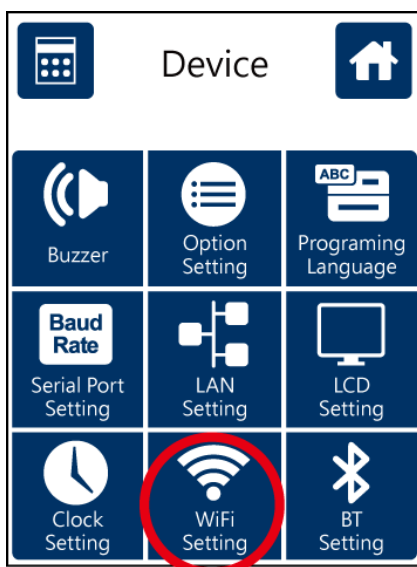 Device
Buzzer
Option
Setting
ABC
Programing
Language
Baud
Rate
Serial Port
Setting
LAN
Setting
LCD
Setting
Clock
Setting
WiFi
Setting
BT
Setting